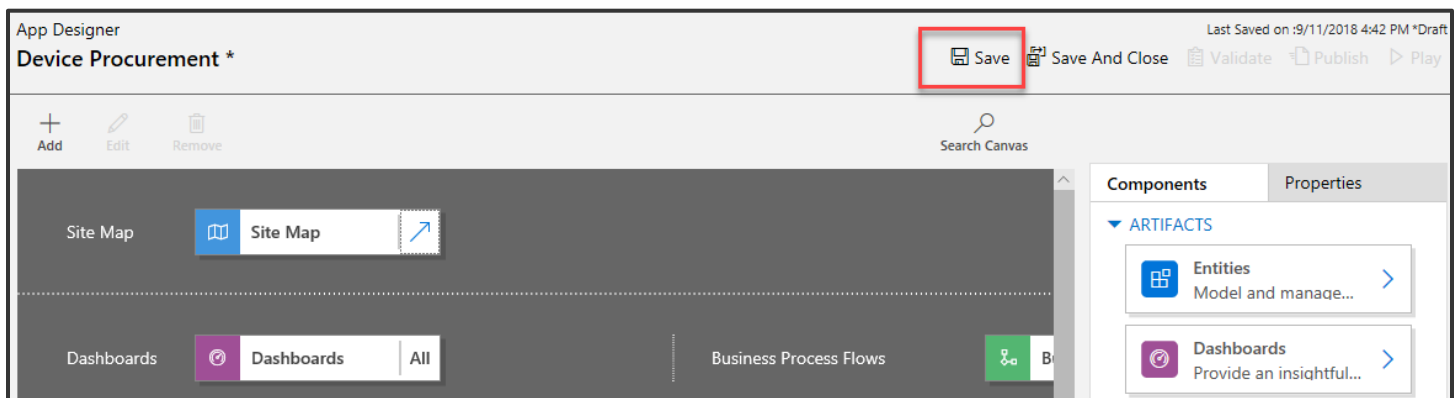 App Designer
Last Saved on :9/11/2018 4:42 PM *Draft
Device Procurement *
Save
Save And Close
Validate
Publish
Play
Add
Edit
Remove
Search Canvas
Components
Properties
Site Map
Site Map
ARTIFACTS
Entities
Model and manage...
Dashboards
Dashboards
All
Business Process Flows
Dashboards
Provide an insightful...